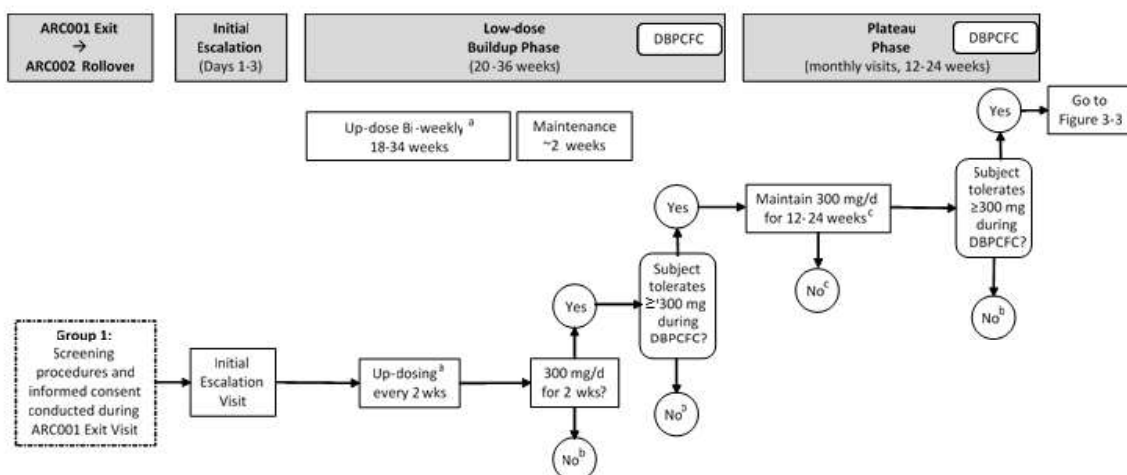 ARC001 Exit
→
ARC002 Rollover
Initial
Escalation
(Days 1-3)
Low-dose
Buildup Phase
(20-36 weeks)
DBPCFC
Plateau
Phase
(monthly visits, 12-24 weeks)
DBPCFC
Up-dose Bi-weekly a
18-34 weeks
Maintenance
~2 weeks
Yes
Go to
Figure 3-3
Subject
tolerates
≥300 mg
during
DBPCFC?
Yes
Maintain 300 mg/d
for 12-24 weeks c
No c
No b
Subject
tolerates
≥'300 mg
during
DBPCFC?
Yes
No b
Group 1:
Screening
procedures and
informed consent
conducted during
ARC001 Exit Visit
Initial
Escalation
Visit
Up-dosing a
every 2 wks
300 mg/d
for 2 wks?
No b